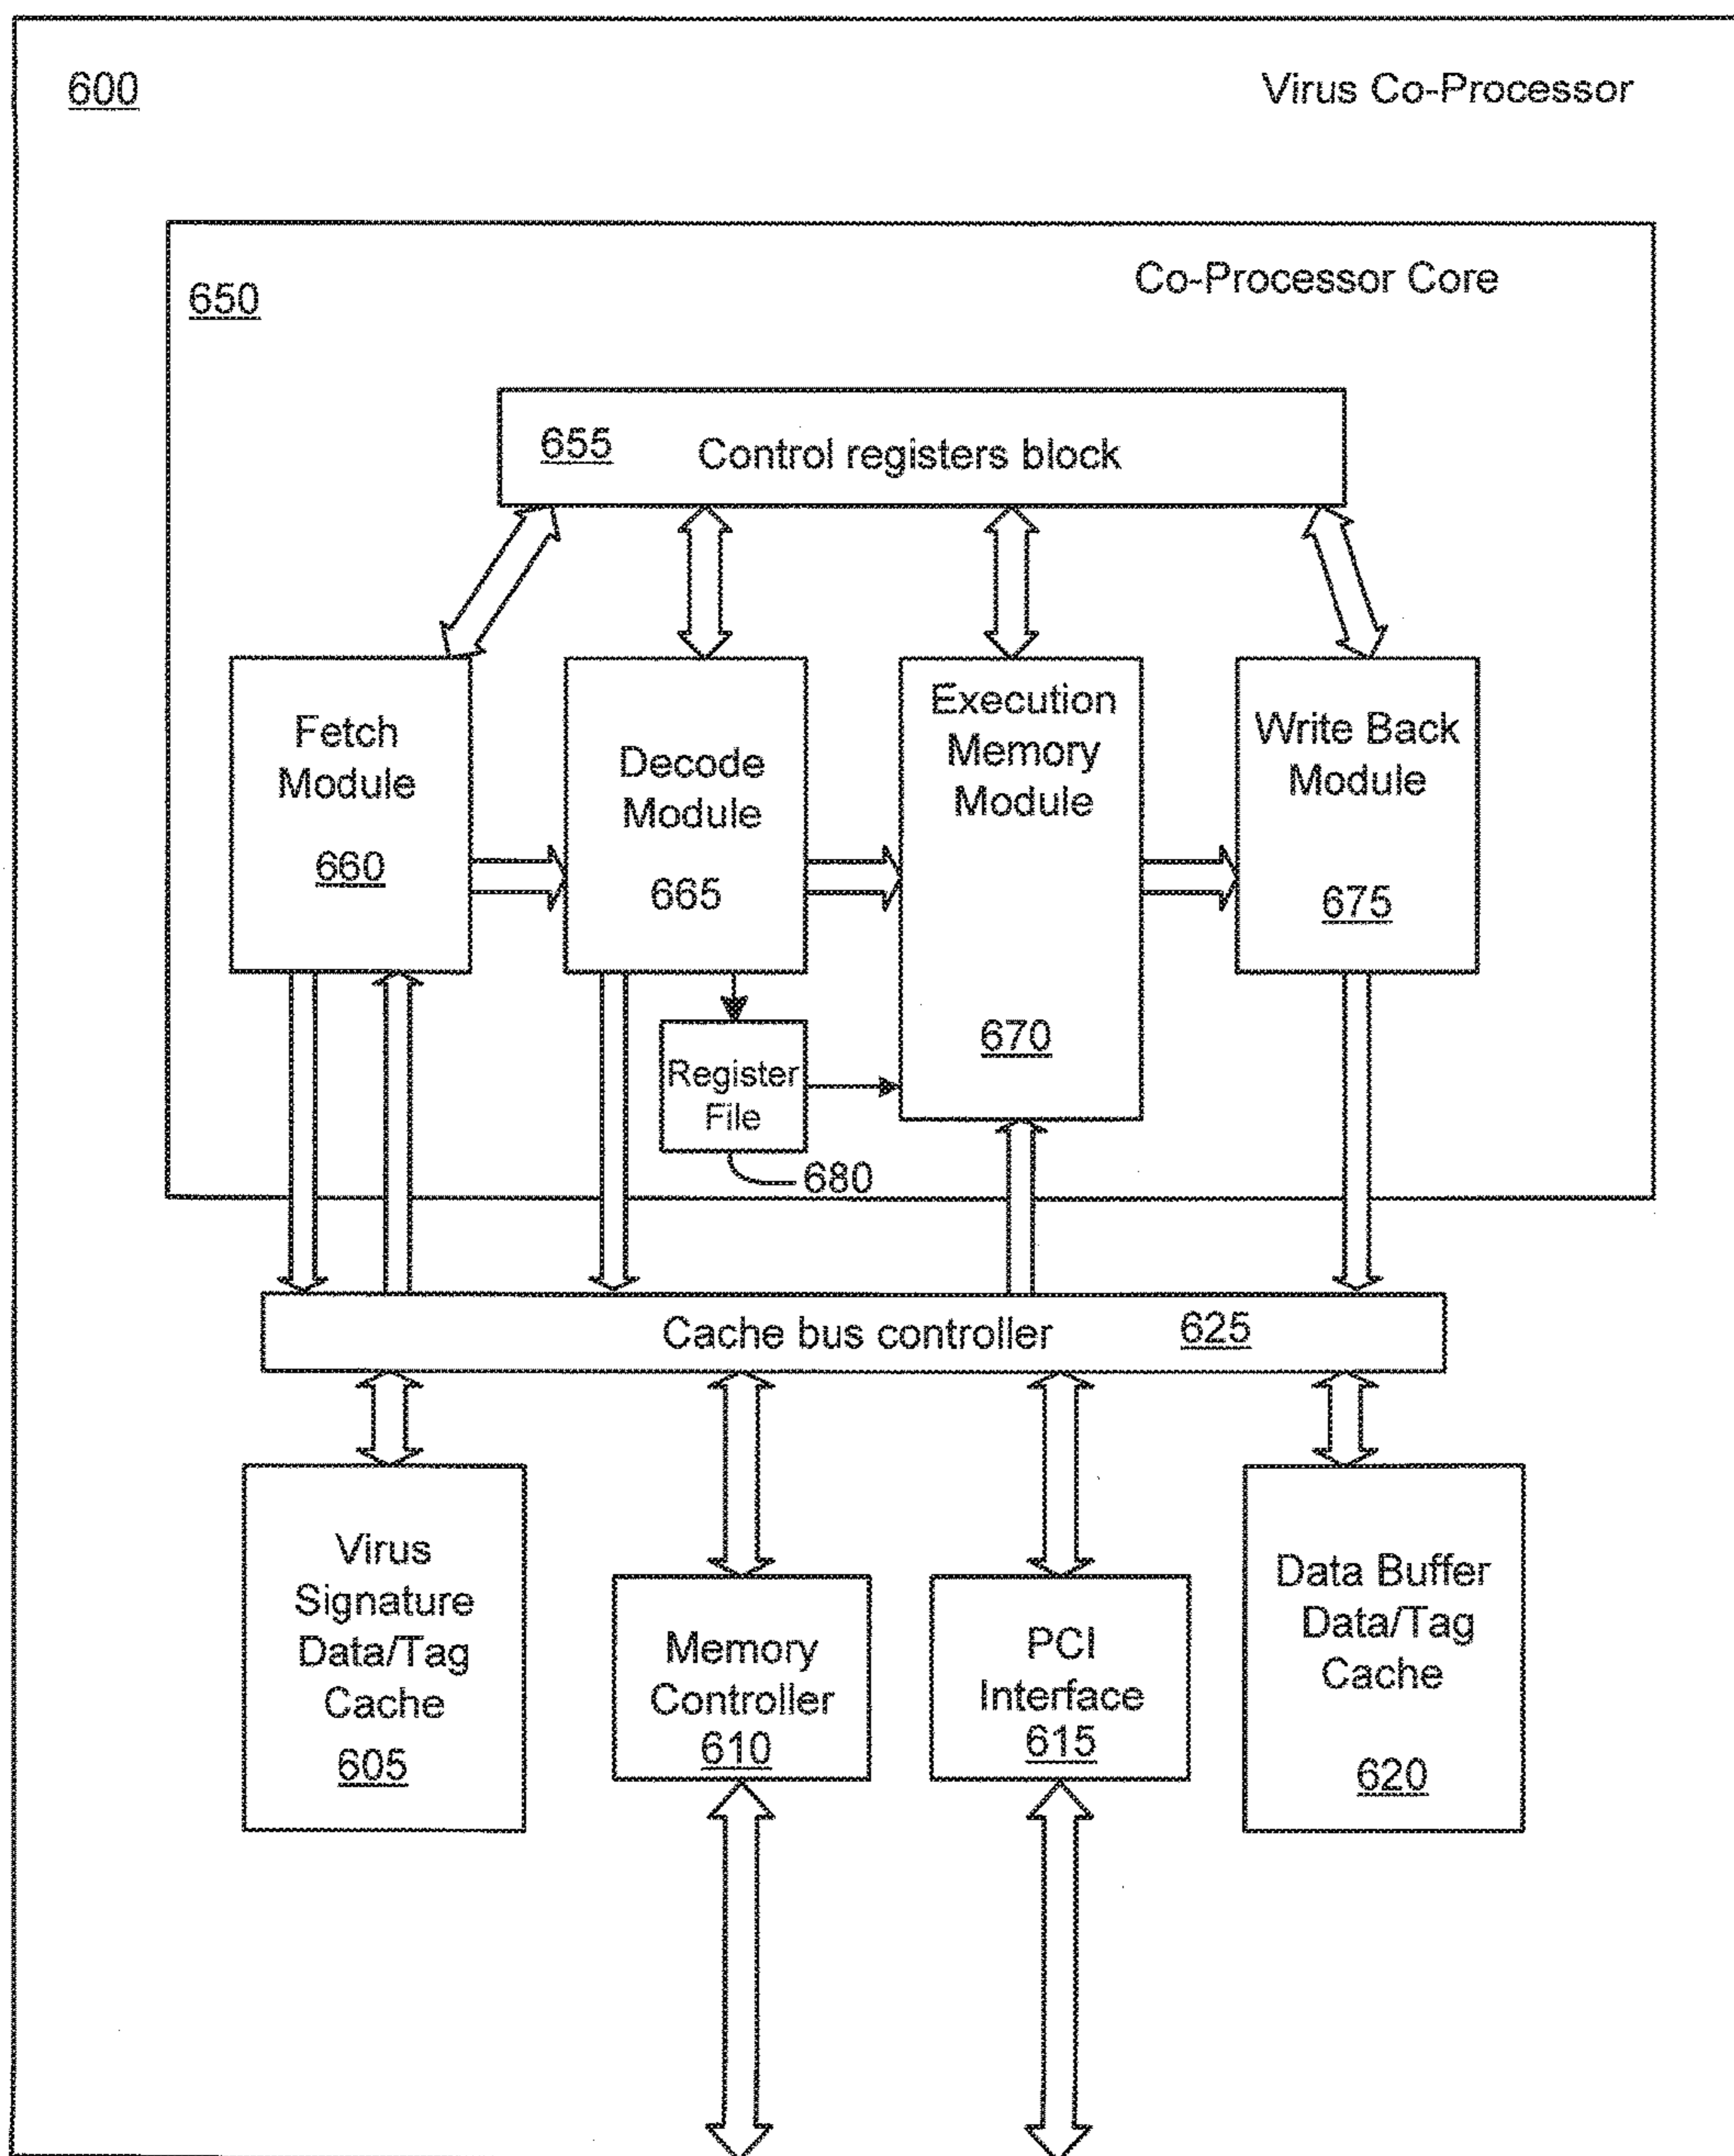 600
Virus Co-Processor
650
Co-Processor Core
655
Control registers block
Fetch
Module
660
Decode
Module
665
Execution
Memory
Module
670
Write Back
Module
675
Register
File
680
Cache bus controller
625
Virus
Signature
Data/Tag
Cache
605
Memory
Controller
610
PCI
Interface
615
Data Buffer
Data/Tag
Cache
620